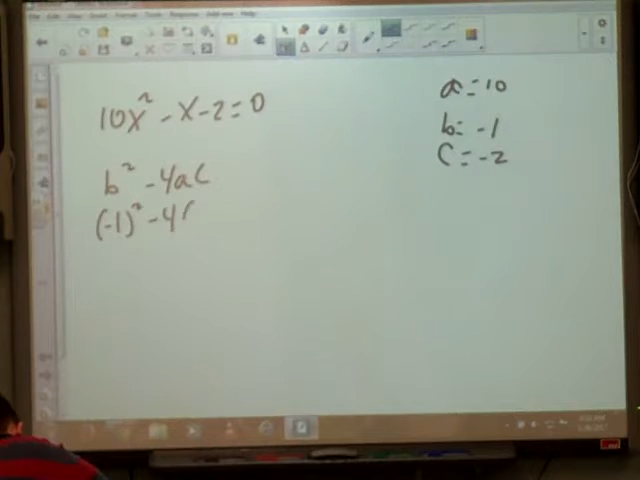 10x² - x - 2 = 0
a = 10
b = -1
c = -2
b² - 4ac
(-1)² - 4(